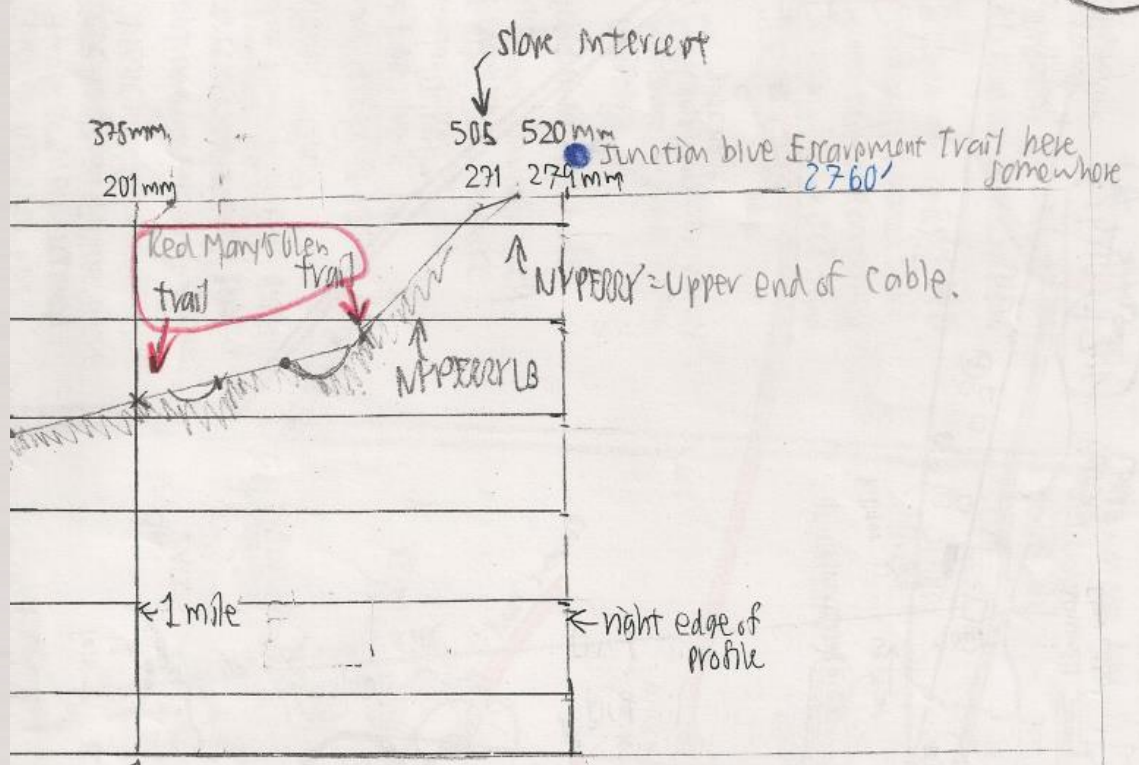 slope intercept
375mm
505 520mm
Junction blue Escarpment Trail here
somewhere
201mm
271 274mm
2760'
Red Mary's Glen
trail
trail
NYPERRY = Upper end of Cable.
NYPERRYLB
← 1 mile
← right edge of
profile